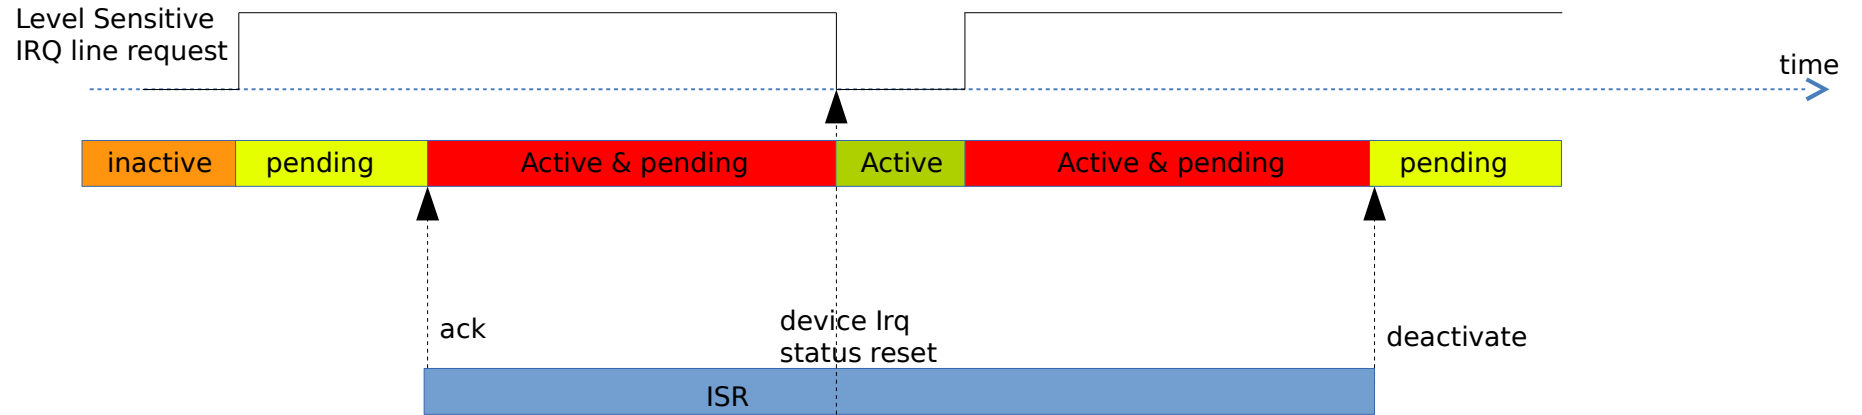 Level Sensitive
IRQ line request
time
inactive
pending
Active & pending
Active
Active & pending
pending
ack
device Irq
status reset
deactivate
ISR